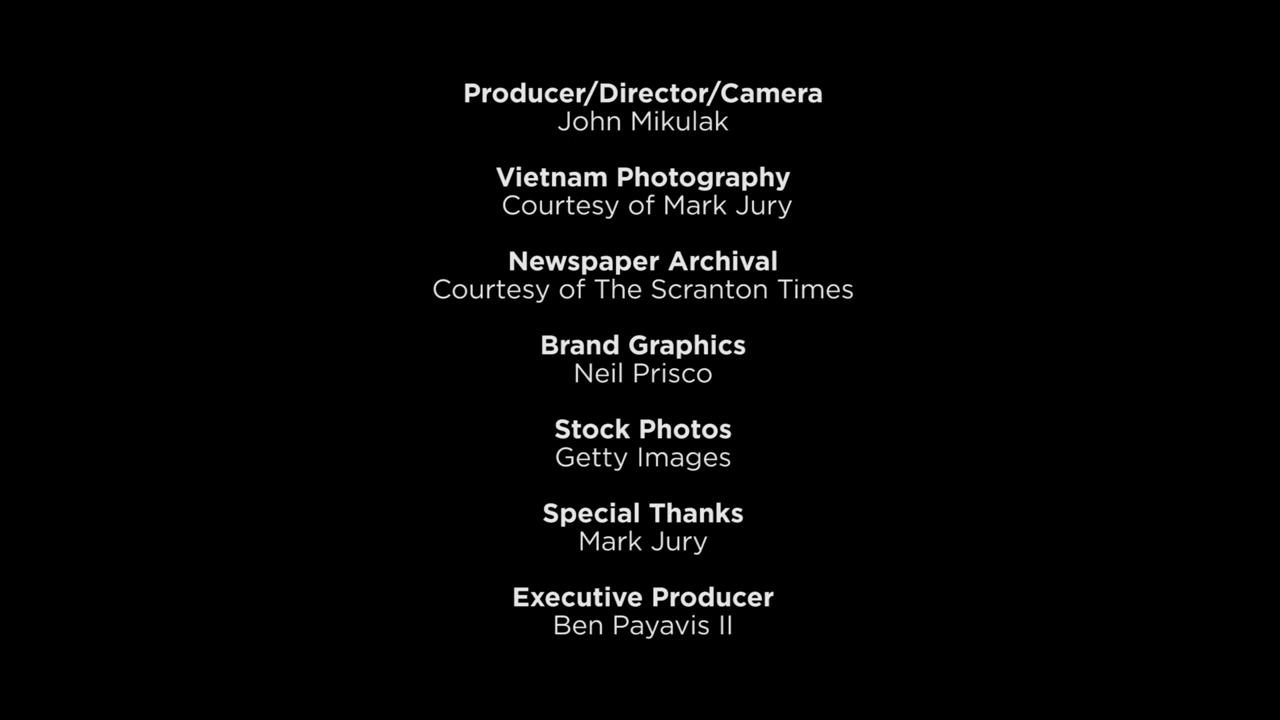 Producer/Director/Camera
John Mikulak
Vietnam Photography
Courtesy of Mark Jury
Newspaper Archival
Courtesy of The Scranton Times
Brand Graphics
Neil Prisco
Stock Photos
Getty Images
Special Thanks
Mark Jury
Executive Producer
Ben Payavis II